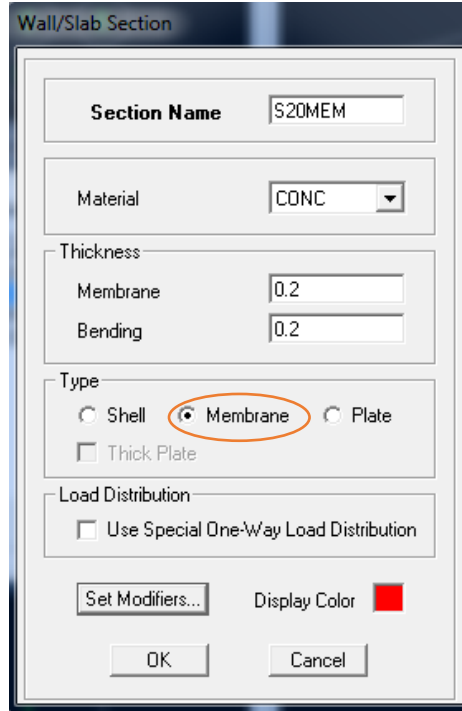 Wall/Slab Section
Section Name S20MEM
Material CONC
Thickness
Membrane 0.2
Bending 0.2
Type
Shell Membrane Plate
Thick Plate
Load Distribution
Use Special One-Way Load Distribution
Set Modifiers... Display Color
OK Cancel